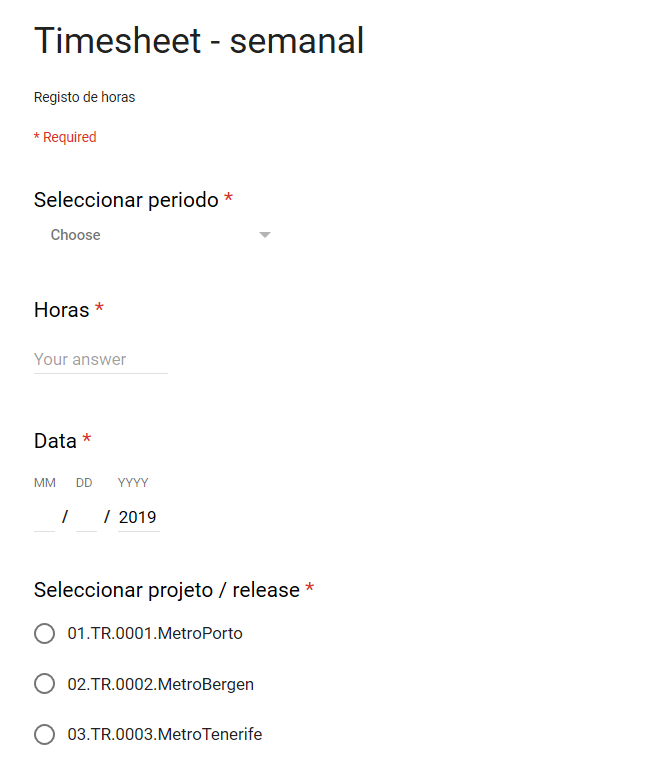 Timesheet - semanal
Registo de horas
* Required
Seleccionar periodo *
Choose
Horas *
Your answer
Data *
MM DD YYYY
/ / 2019
Seleccionar projeto / release *
01.TR.0001.MetroPorto
02.TR.0002.MetroBergen
03.TR.0003.MetroTenerife